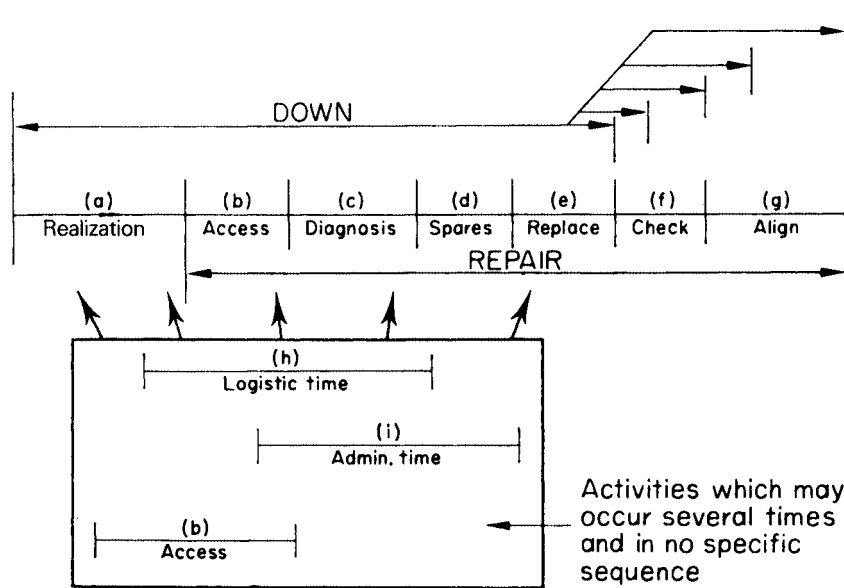 DOWN
(a) (b) (c) (d) (e) (f) (g)
Realization Access Diagnosis Spares Replace Check Align
REPAIR
(h)
Logistic time
(i)
Admin. time
(b)
Access
Activities which may
occur several times
and in no specific
sequence